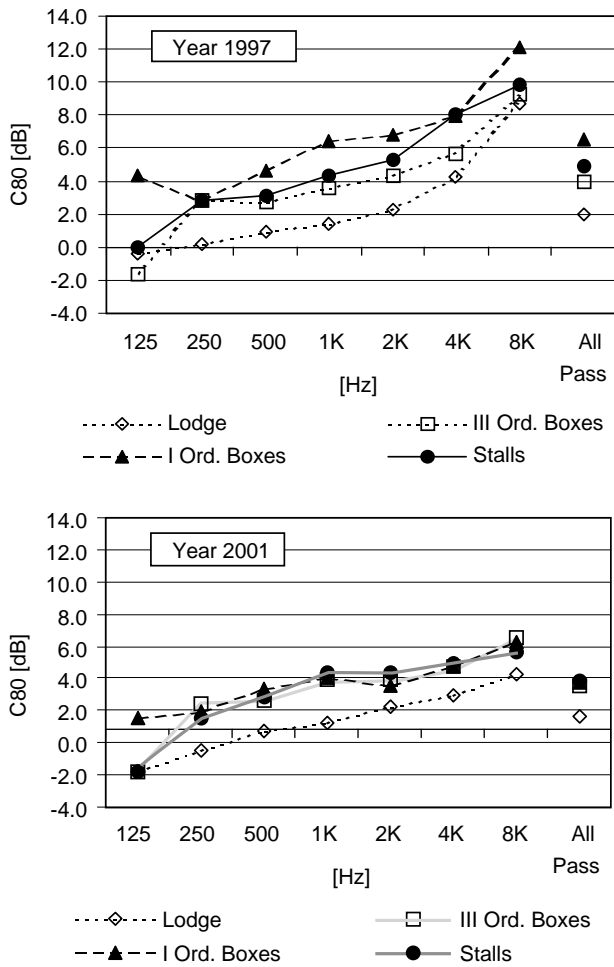 14.0
Year 1997
12.0
10.0
8.0
6.0
4.0
2.0
0.0
-2.0
-4.0
C80 [dB]
125 250 500 1K 2K 4K 8K All
Pass
[Hz]
Lodge III Ord. Boxes
I Ord. Boxes Stalls
14.0
Year 2001
12.0
10.0
8.0
6.0
4.0
2.0
0.0
-2.0
-4.0
C80 [dB]
125 250 500 1K 2K 4K 8K All
Pass
[Hz]
Lodge III Ord. Boxes
I Ord. Boxes Stalls